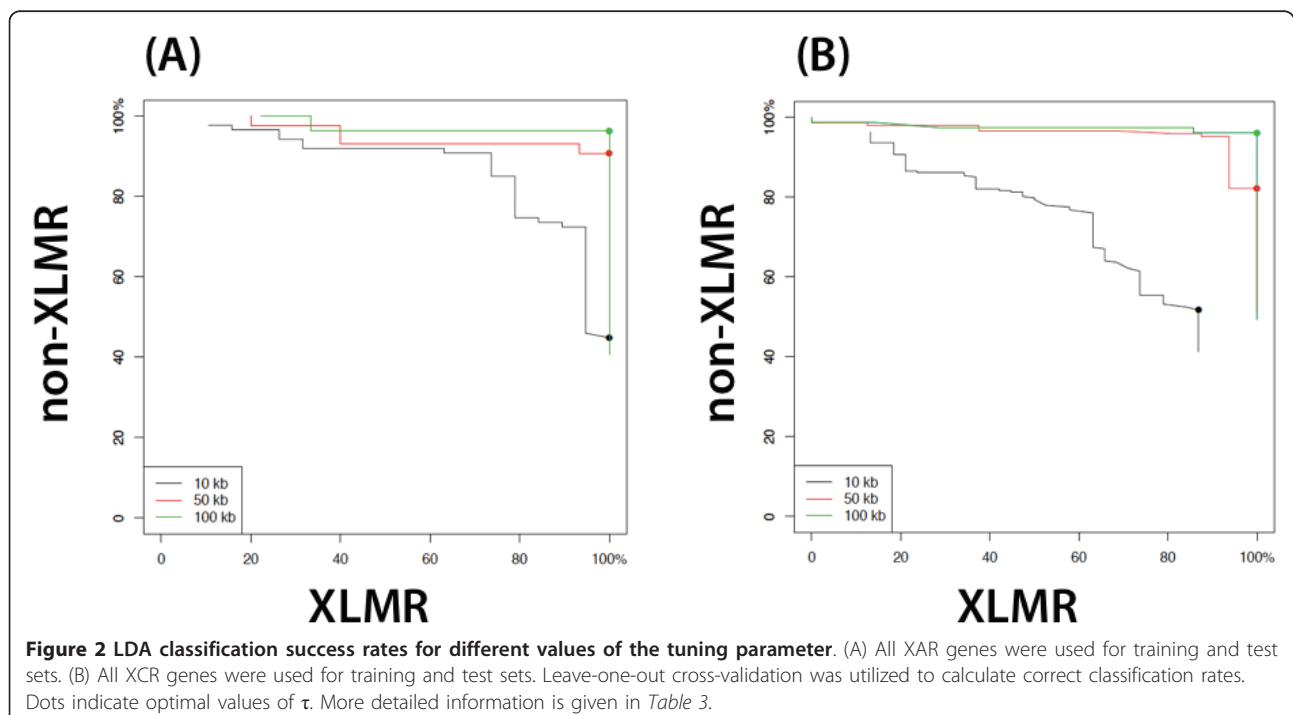 (A)
100%
80
60
40
20
0
non-XLMR
10 kb
50 kb
100 kb
0 20 40 60 80 100%
XLMR
(B)
100%
80
60
40
20
0
non-XLMR
10 kb
50 kb
100 kb
0 20 40 60 80 100%
XLMR
Figure 2 LDA classification success rates for different values of the tuning parameter. (A) All XAR genes were used for training and test
sets. (B) All XCR genes were used for training and test sets. Leave-one-out cross-validation was utilized to calculate correct classification rates.
Dots indicate optimal values of τ. More detailed information is given in Table 3.